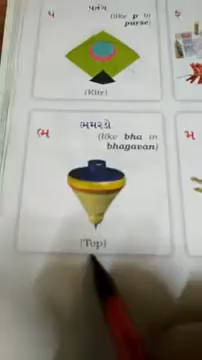 પ પતંગ
(like p in
purse)
(Kite)
ભ ભમરડો
(like bha in
bhagavan)
(Top)
મ